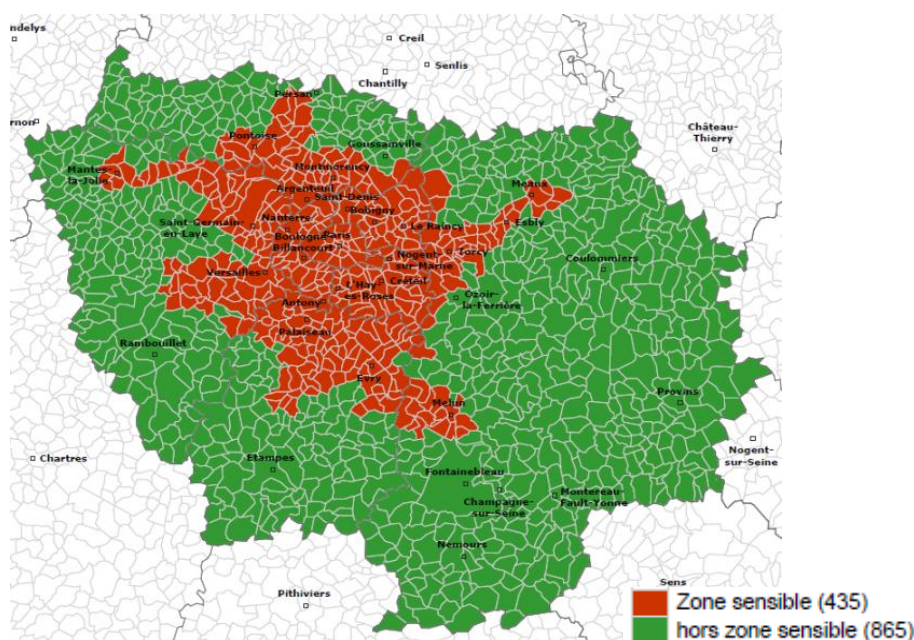 ndelys
Creil
Senlis
Chantilly
Persan
rnon
Château-
Thierry
Pontoise
Goussainville
Mantes
la-Jolie
Montmorency
Meaux
Argenteuil
Saint-Denis
Bobigny
Saint-Germain-
en-Laye
Nanterre
Le Raincy
Esbly
Boulogne-
Billancourt
Paris
Torcy
Nogent-
sur-Marne
Coulommiers
Versailles
Créteil
L'Hay
es-Roses
Ozoir-
la-Ferrière
Antony
Palaiseau
Rambouillet
Evry
Provins
Melun
Nogent-
sur-Seine
Chartres
Etampes
Fontainebleau
Champagne-
sur-Seine
Montereau-
Fault-Yonne
Nemours
Sens
Pithiviers
Zone sensible (435)
hors zone sensible (865)